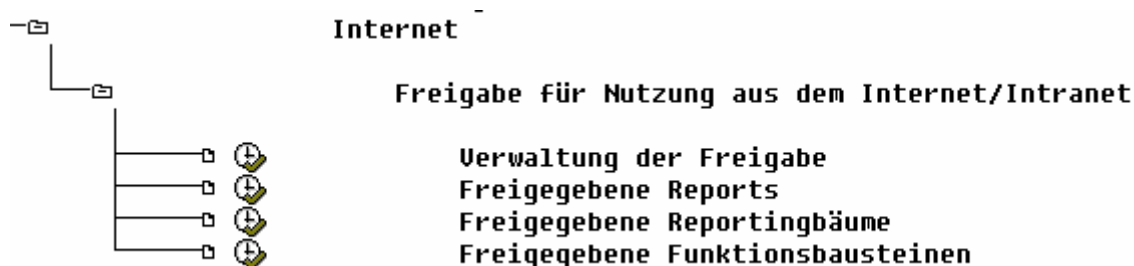 Internet
Freigabe für Nutzung aus dem Internet/Intranet
Verwaltung der Freigabe
Freigegebene Reports
Freigegebene Reportingbäume
Freigegebene Funktionsbausteinen